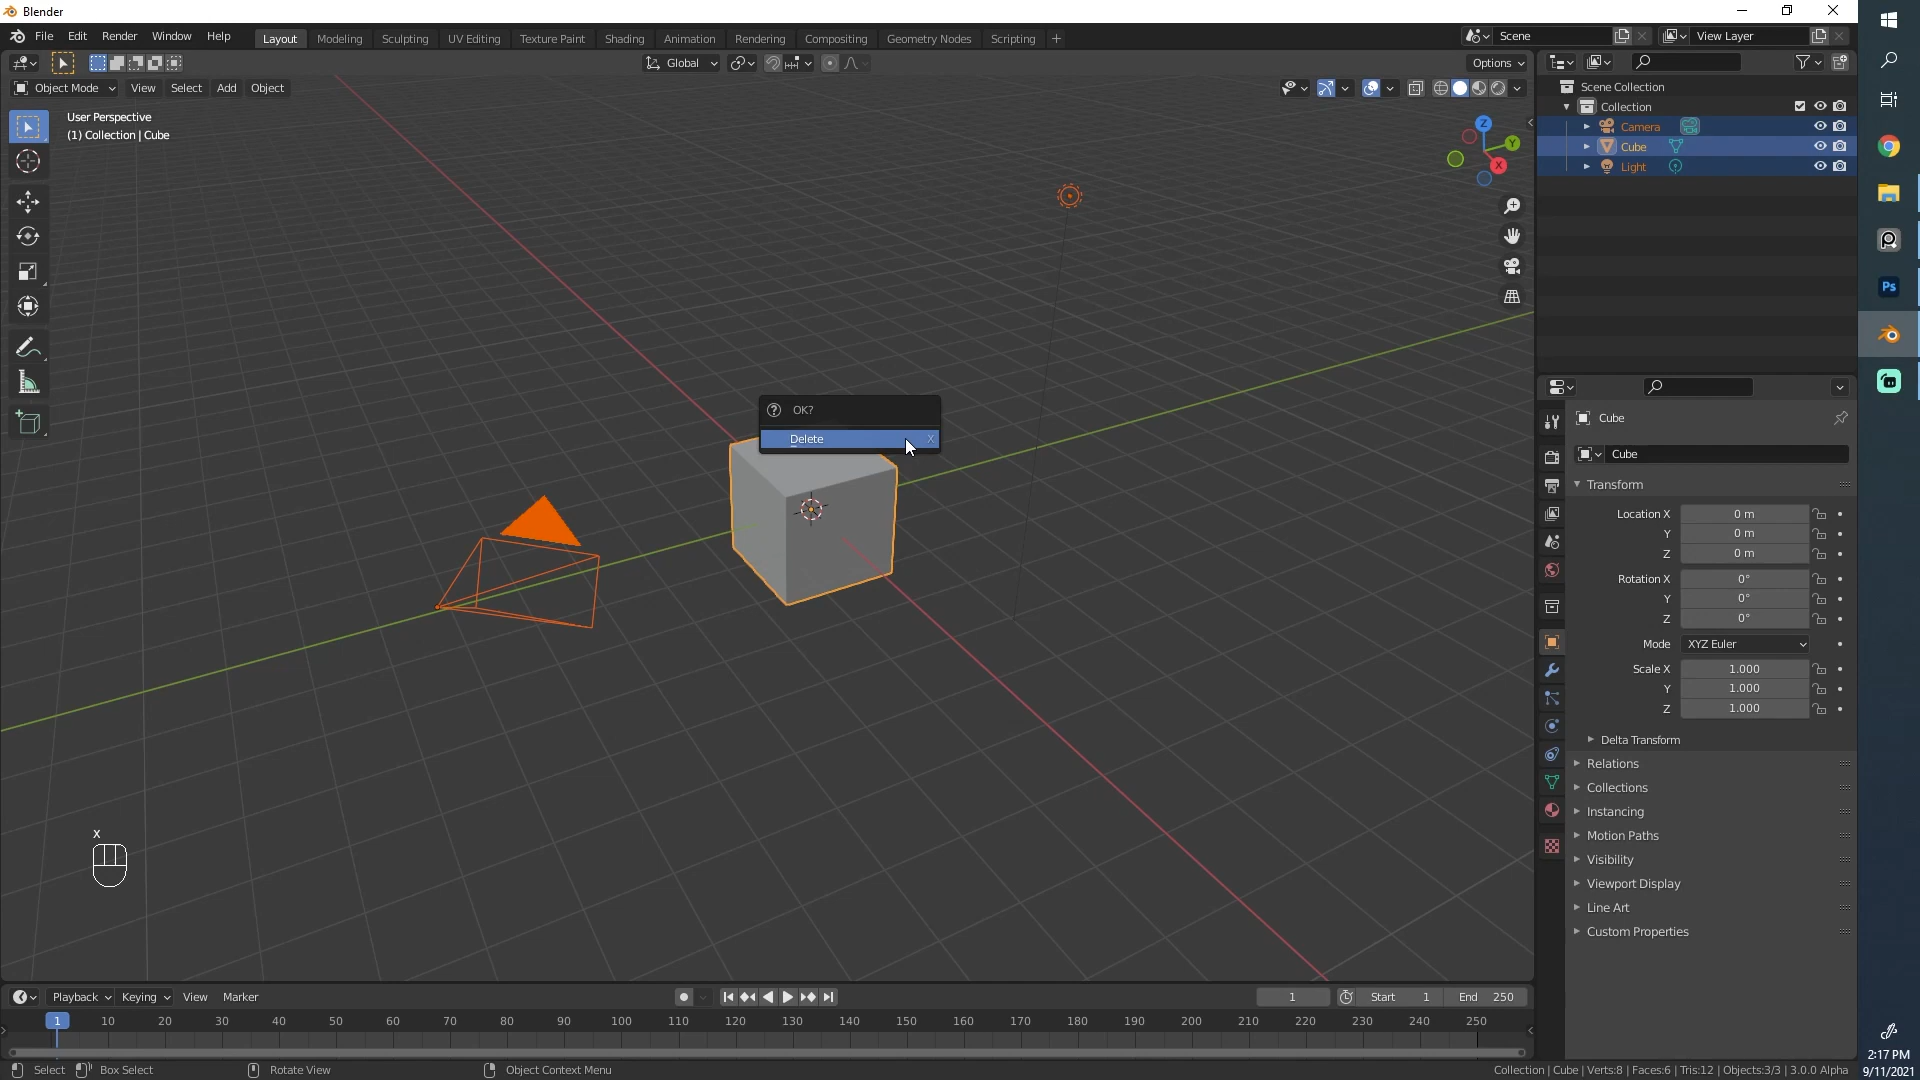 Blender
File Edit Render Window Help Layout Modeling Sculpting UV Editing Texture Paint Shading Animation Rendering Compositing Geometry Nodes Scripting + Scene View Layer
Global Options
Object Mode View Select Add Object
User Perspective
(1) Collection | Cube
Z
Y
X
Scene Collection
Collection
Camera
Cube
Light
Ps
OK?
Delete X
Cube
Cube
Transform
Location X 0 m
Y 0 m
Z 0 m
Rotation X 0°
Y 0°
Z 0°
Mode XYZ Euler
Scale X 1.000
Y 1.000
Z 1.000
Delta Transform
Relations
Collections
Instancing
Motion Paths
Visibility
Viewport Display
Line Art
Custom Properties
x
Playback Keying View Marker 1 Start 1 End 250
1 10 20 30 40 50 60 70 80 90 100 110 120 130 140 150 160 170 180 190 200 210 220 230 240 250
Select Box Select Rotate View Object Context Menu Collection | Cube | Verts:8 | Faces:6 | Tris:12 | Objects:3/3 | 3.0.0 Alpha
2:17 PM
9/11/2021